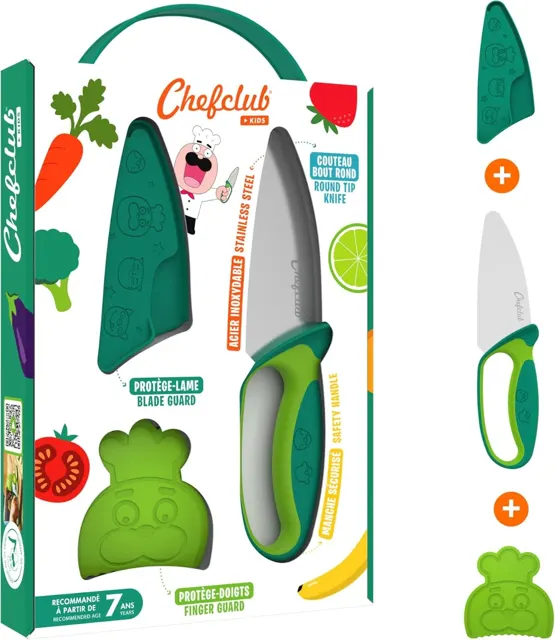 Chefclub
KIDS
Chefclub
KIDS
COUTEAU
BOUT ROND
ROUND TIP
KNIFE
ACIER INOXYDABLE STAINLESS STEEL
Chefclub
Chefclub
PROTÈGE-LAME
BLADE GUARD
MANCHE SÉCURISÉ SAFETY HANDLE
PROTÈGE-DOIGTS
FINGER GUARD
RECOMMANDÉ
À PARTIR DE
RECOMMENDED AGE
7 ANS
YEARS